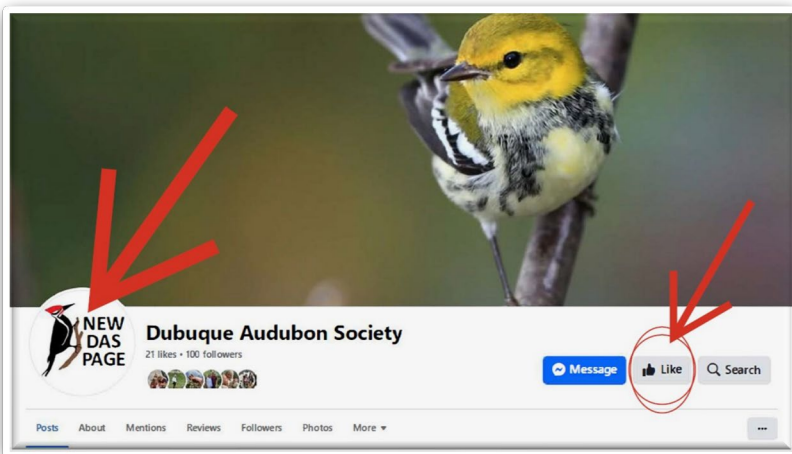 NEW
DAS
PAGE
Dubuque Audubon Society
21 likes • 100 followers
Message Like Search
Posts About Mentions Reviews Followers Photos More ...